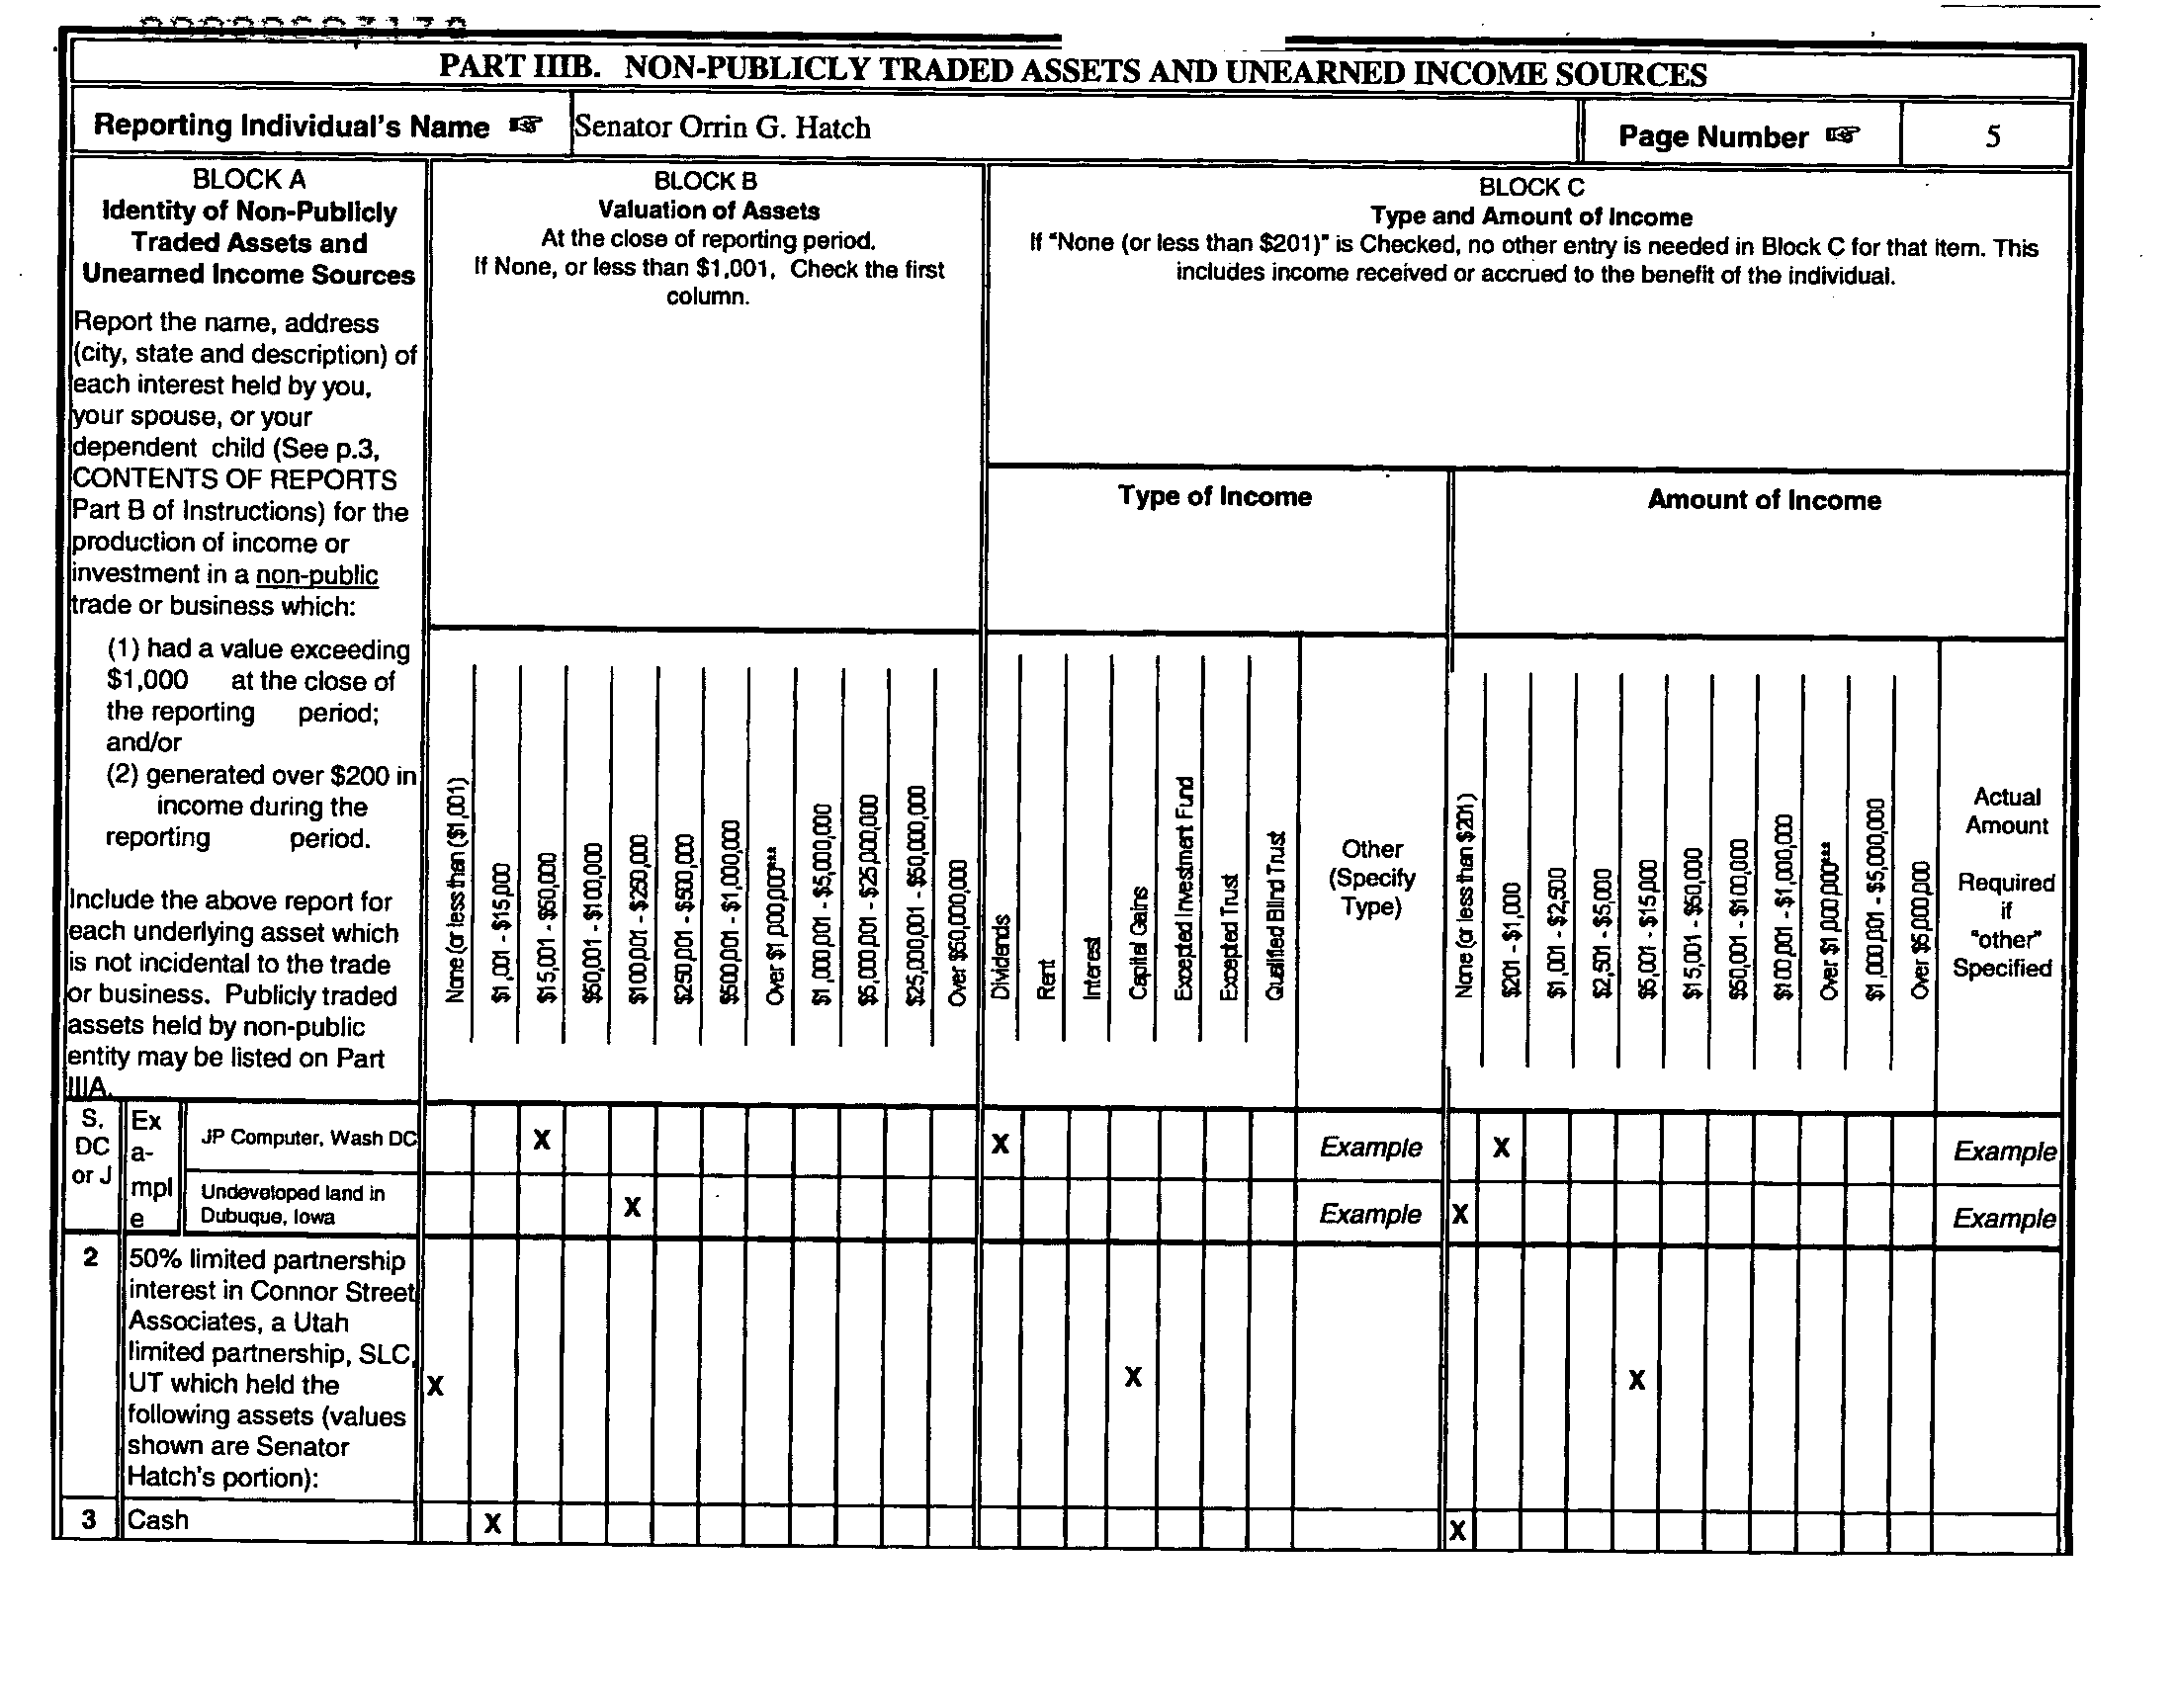 PART IIIB. NON-PUBLICLY TRADED ASSETS AND UNEARNED INCOME SOURCES
Reporting Individual's Name ☞ Senator Orrin G. Hatch Page Number ☞ 5
BLOCK A
Identity of Non-Publicly
Traded Assets and
Unearned Income Sources
Report the name, address
(city, state and description) of
each interest held by you,
your spouse, or your
dependent child (See p.3,
CONTENTS OF REPORTS
Part B of Instructions) for the
production of income or
investment in a non-public
trade or business which:
(1) had a value exceeding
$1,000 at the close of
the reporting period;
and/or
(2) generated over $200 in
income during the
reporting period.
Include the above report for
each underlying asset which
is not incidental to the trade
or business. Publicly traded
assets held by non-public
entity may be listed on Part
IIIA.
BLOCK B
Valuation of Assets
At the close of reporting period.
If None, or less than $1,001, Check the first
column.
None (or less than ($1,001)
$1,001 - $15,000
$15,001 - $50,000
$50,001 - $100,000
$100,001 - $250,000
$250,001 - $500,000
$500,001 - $1,000,000
Over $1,000,000***
$1,000,001 - $5,000,000
$5,000,001 - $25,000,000
$25,000,001 - $50,000,000
Over $50,000,000
BLOCK C
Type and Amount of Income
If "None (or less than $201)" is Checked, no other entry is needed in Block C for that item. This
includes income received or accrued to the benefit of the individual.
Type of Income
Dividends
Rent
Interest
Capital Gains
Excepted Investment Fund
Excepted Trust
Qualified Blind Trust
Other
(Specify
Type)
Amount of Income
None (or less than $201)
$201 - $1,000
$1,001 - $2,500
$2,501 - $5,000
$5,001 - $15,000
$15,001 - $50,000
$50,001 - $100,000
$100,001 - $1,000,000
Over $1,000,000***
$1,000,001 - $5,000,000
Over $5,000,000
Actual
Amount
Required
if
"other"
Specified
S,
DC
or J
Ex
a-
mpl
e
JP Computer, Wash DC X X Example X Example
Undeveloped land in
Dubuque, Iowa X Example X Example
2 50% limited partnership
interest in Connor Street
Associates, a Utah
limited partnership, SLC,
UT which held the X X X
following assets (values
shown are Senator
Hatch's portion):
3 Cash X X